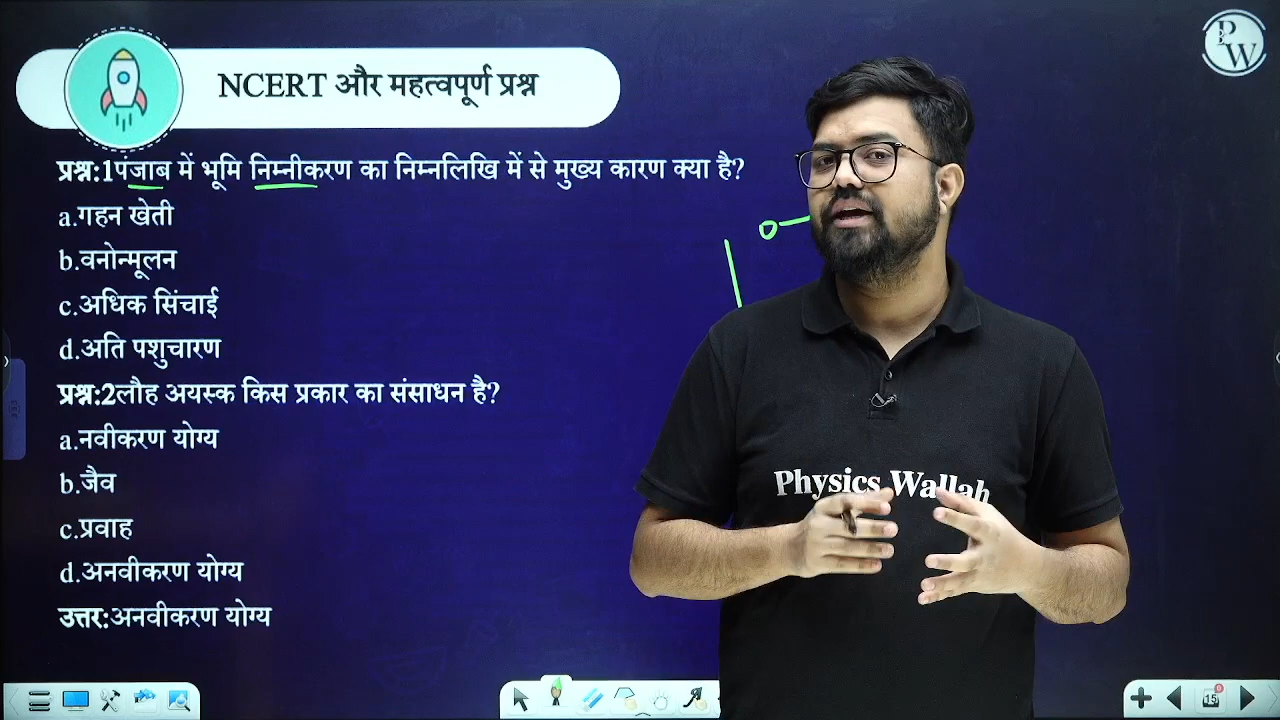 PW
NCERT और महत्वपूर्ण प्रश्न
प्रश्न:1पंजाब में भूमि निम्नीकरण का निम्नलिखि में से मुख्य कारण क्या है?
a.गहन खेती
b.वनोन्मूलन
c.अधिक सिंचाई
d.अति पशुचारण
प्रश्न:2लौह अयस्क किस प्रकार का संसाधन है?
a.नवीकरण योग्य
b.जैव
c.प्रवाह
d.अनवीकरण योग्य
उत्तर:अनवीकरण योग्य
Physics Wallah
15